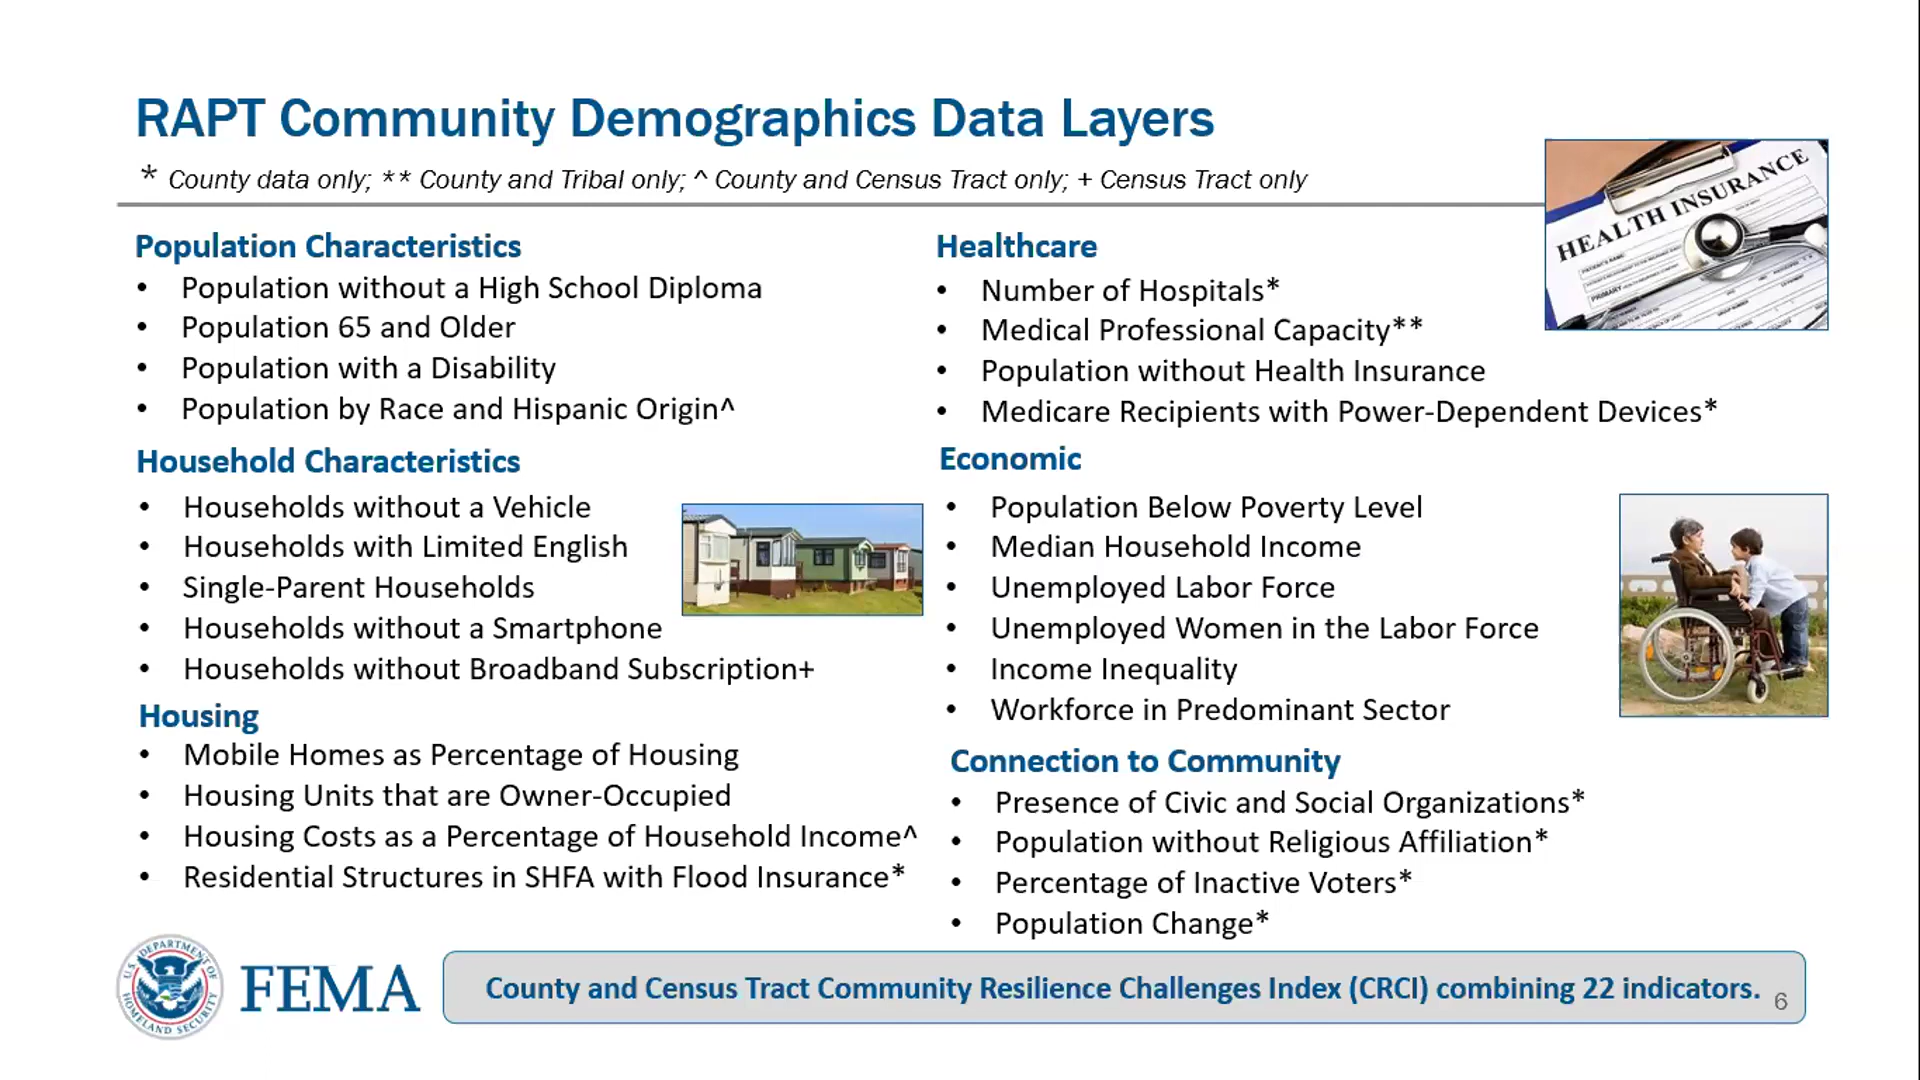 RAPT Community Demographics Data Layers
* County data only; ** County and Tribal only; ^ County and Census Tract only; + Census Tract only
Population Characteristics
• Population without a High School Diploma
• Population 65 and Older
• Population with a Disability
• Population by Race and Hispanic Origin^
Household Characteristics
• Households without a Vehicle
• Households with Limited English
• Single-Parent Households
• Households without a Smartphone
• Households without Broadband Subscription+
Housing
• Mobile Homes as Percentage of Housing
• Housing Units that are Owner-Occupied
• Housing Costs as a Percentage of Household Income^
• Residential Structures in SHFA with Flood Insurance*
Healthcare
• Number of Hospitals*
• Medical Professional Capacity**
• Population without Health Insurance
• Medicare Recipients with Power-Dependent Devices*
Economic
• Population Below Poverty Level
• Median Household Income
• Unemployed Labor Force
• Unemployed Women in the Labor Force
• Income Inequality
• Workforce in Predominant Sector
Connection to Community
• Presence of Civic and Social Organizations*
• Population without Religious Affiliation*
• Percentage of Inactive Voters*
• Population Change*
HEALTH INSURANCE
PRIMARY
U.S. DEPARTMENT OF HOMELAND SECURITY
FEMA
County and Census Tract Community Resilience Challenges Index (CRCI) combining 22 indicators.
6